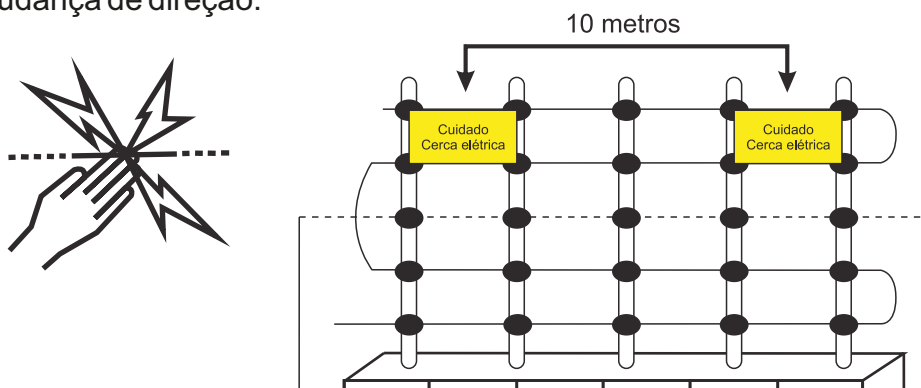 udança de direção.
10 metros
Cuidado
Cerca elétrica
Cuidado
Cerca elétrica